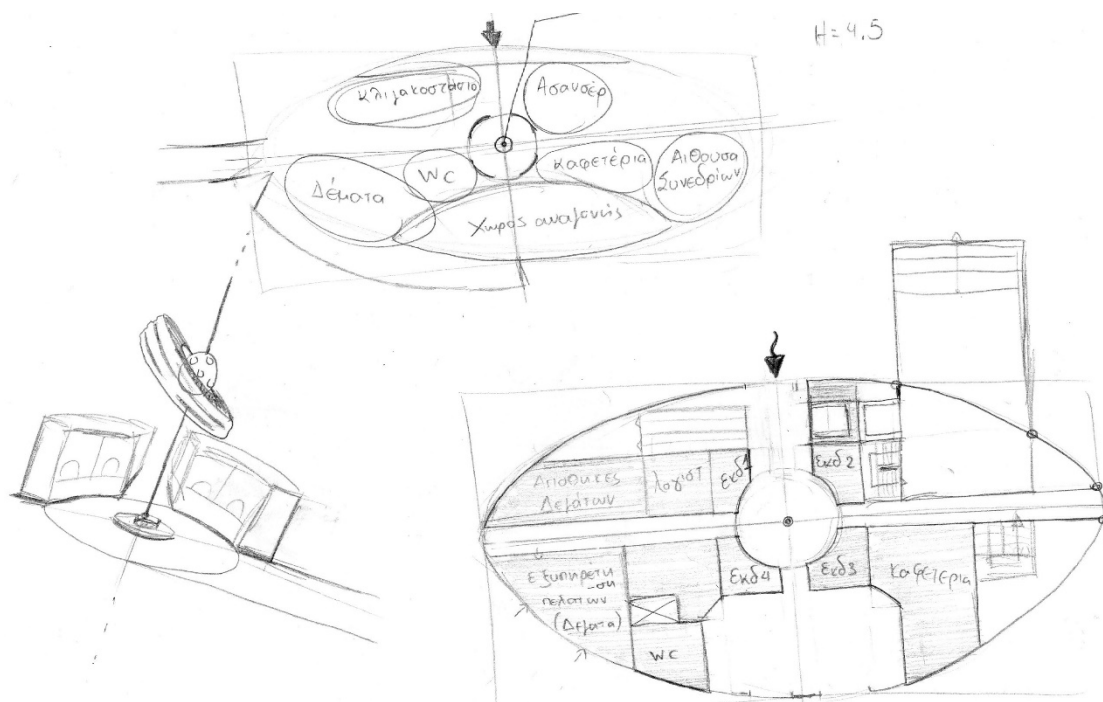 H=4.5
Κλιμακοστάσιο
Ασανσέρ
WC
Καφετέρια
Αίθουσα
Συνεδρίων
Δέματα
Χώρος αναμονής
Αποθήκες
Δεμάτων
Λογιστ
Εκδ1
Εκδ2
Εξυπηρέτη
ση
πελατών
(Δέματα)
WC
Εκδ4
Εκδ3
Καφετέρια